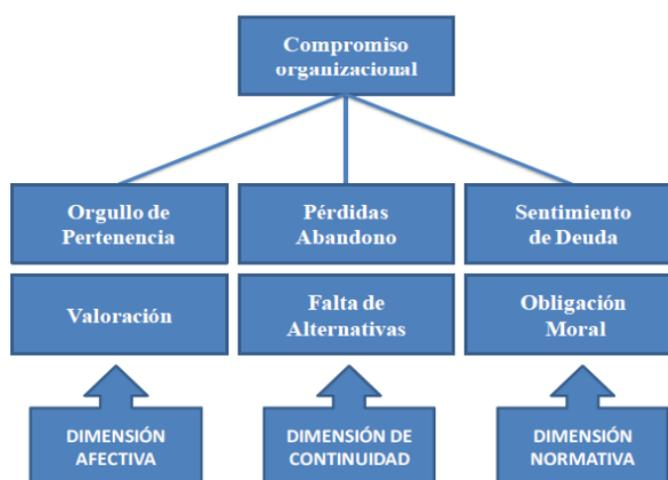 Compromiso
organizacional
Orgullo de
Pertenencia
Pérdidas
Abandono
Sentimiento
de Deuda
Valoración
Falta de
Alternativas
Obligación
Moral
DIMENSIÓN
AFECTIVA
DIMENSIÓN DE
CONTINUIDAD
DIMENSIÓN
NORMATIVA